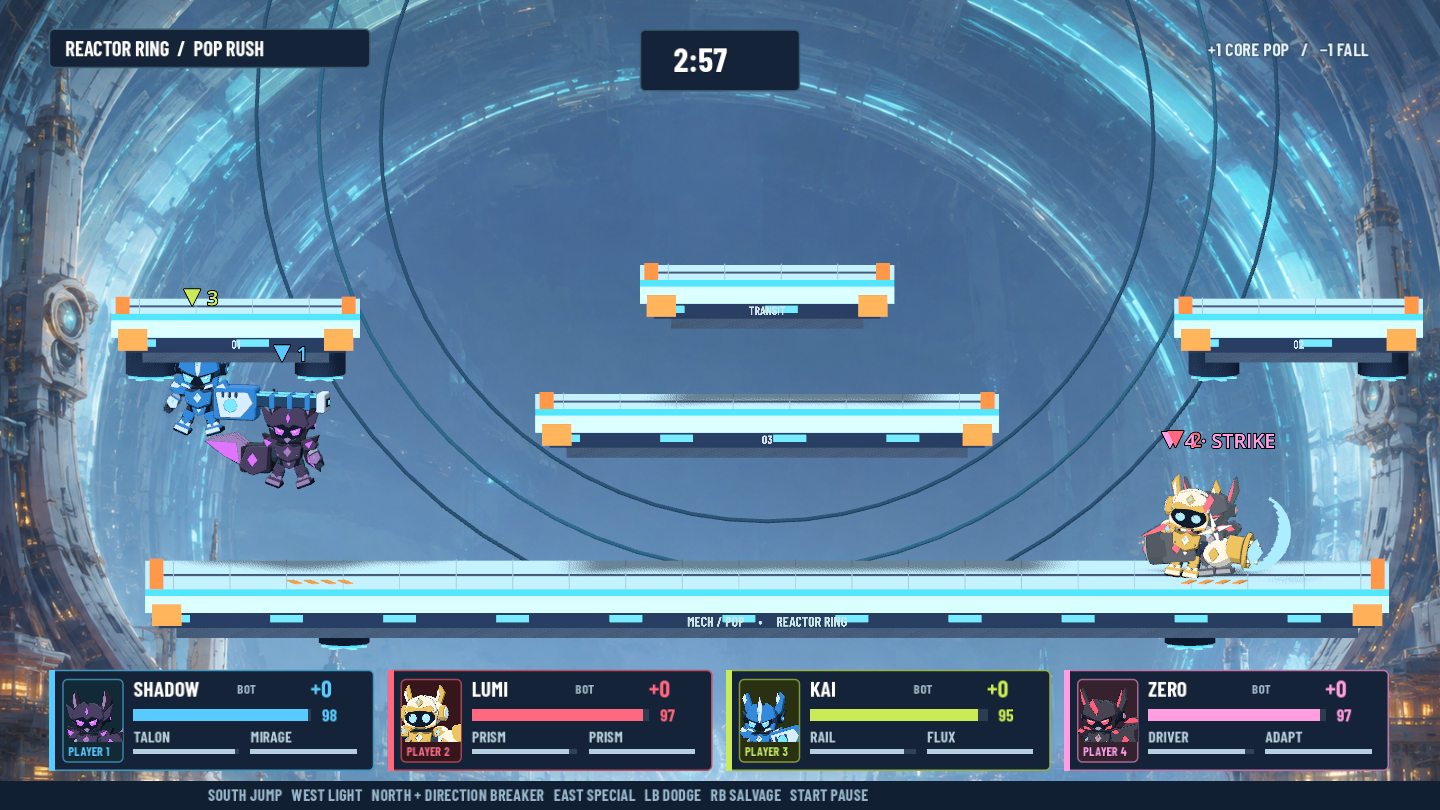 REACTOR RING / POP RUSH
2:57
+1 CORE POP / -1 FALL
3
1
TRANSIT
01
02
03
STRIKE
MECH / POP • REACTOR RING
SHADOW BOT +0
98
TALON MIRAGE
PLAYER 1
LUMI BOT +0
97
PRISM PRISM
PLAYER 2
KAI BOT +0
95
RAIL FLUX
PLAYER 3
ZERO BOT +0
97
DRIVER ADAPT
PLAYER 4
SOUTH JUMP WEST LIGHT NORTH + DIRECTION BREAKER EAST SPECIAL LB DODGE RB SALVAGE START PAUSE